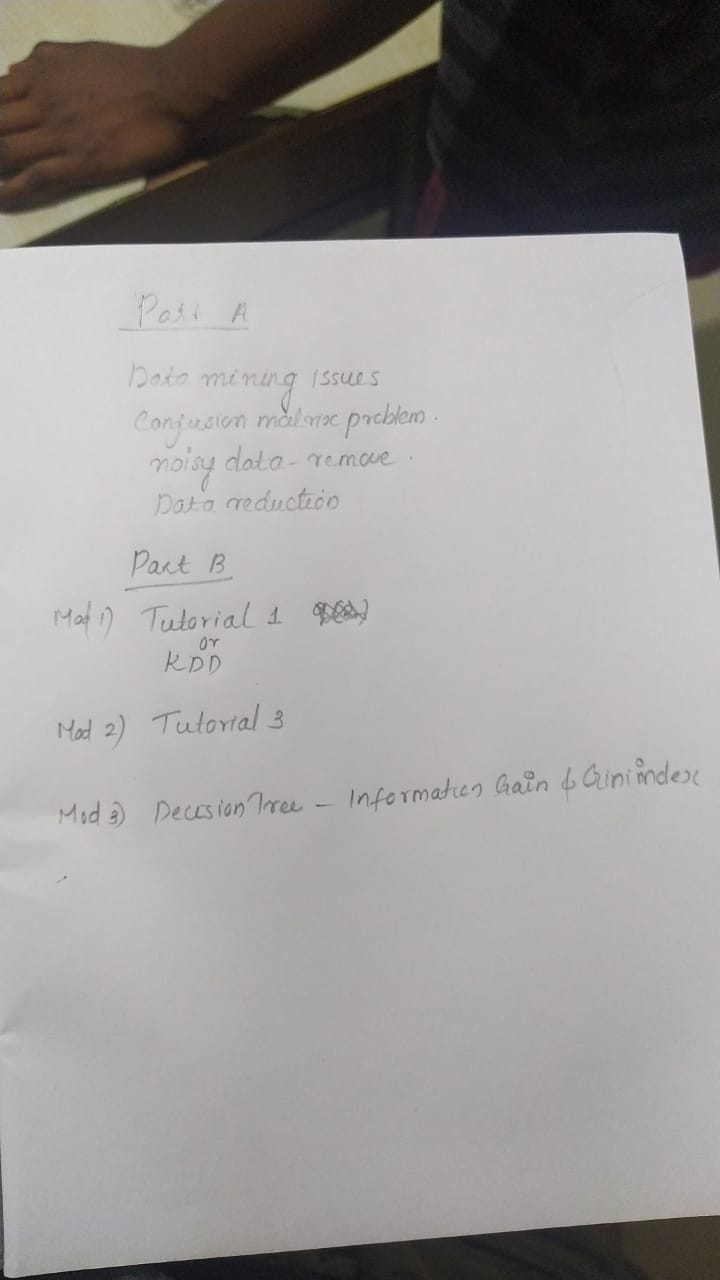 Part A
Data mining issues
Confusion matrix problem.
noisy data - remove.
Data reduction
Part B
Mod 1) Tutorial 1
or
KDD
Mod 2) Tutorial 3
Mod 3) Decision Tree - Information Gain & Gini index